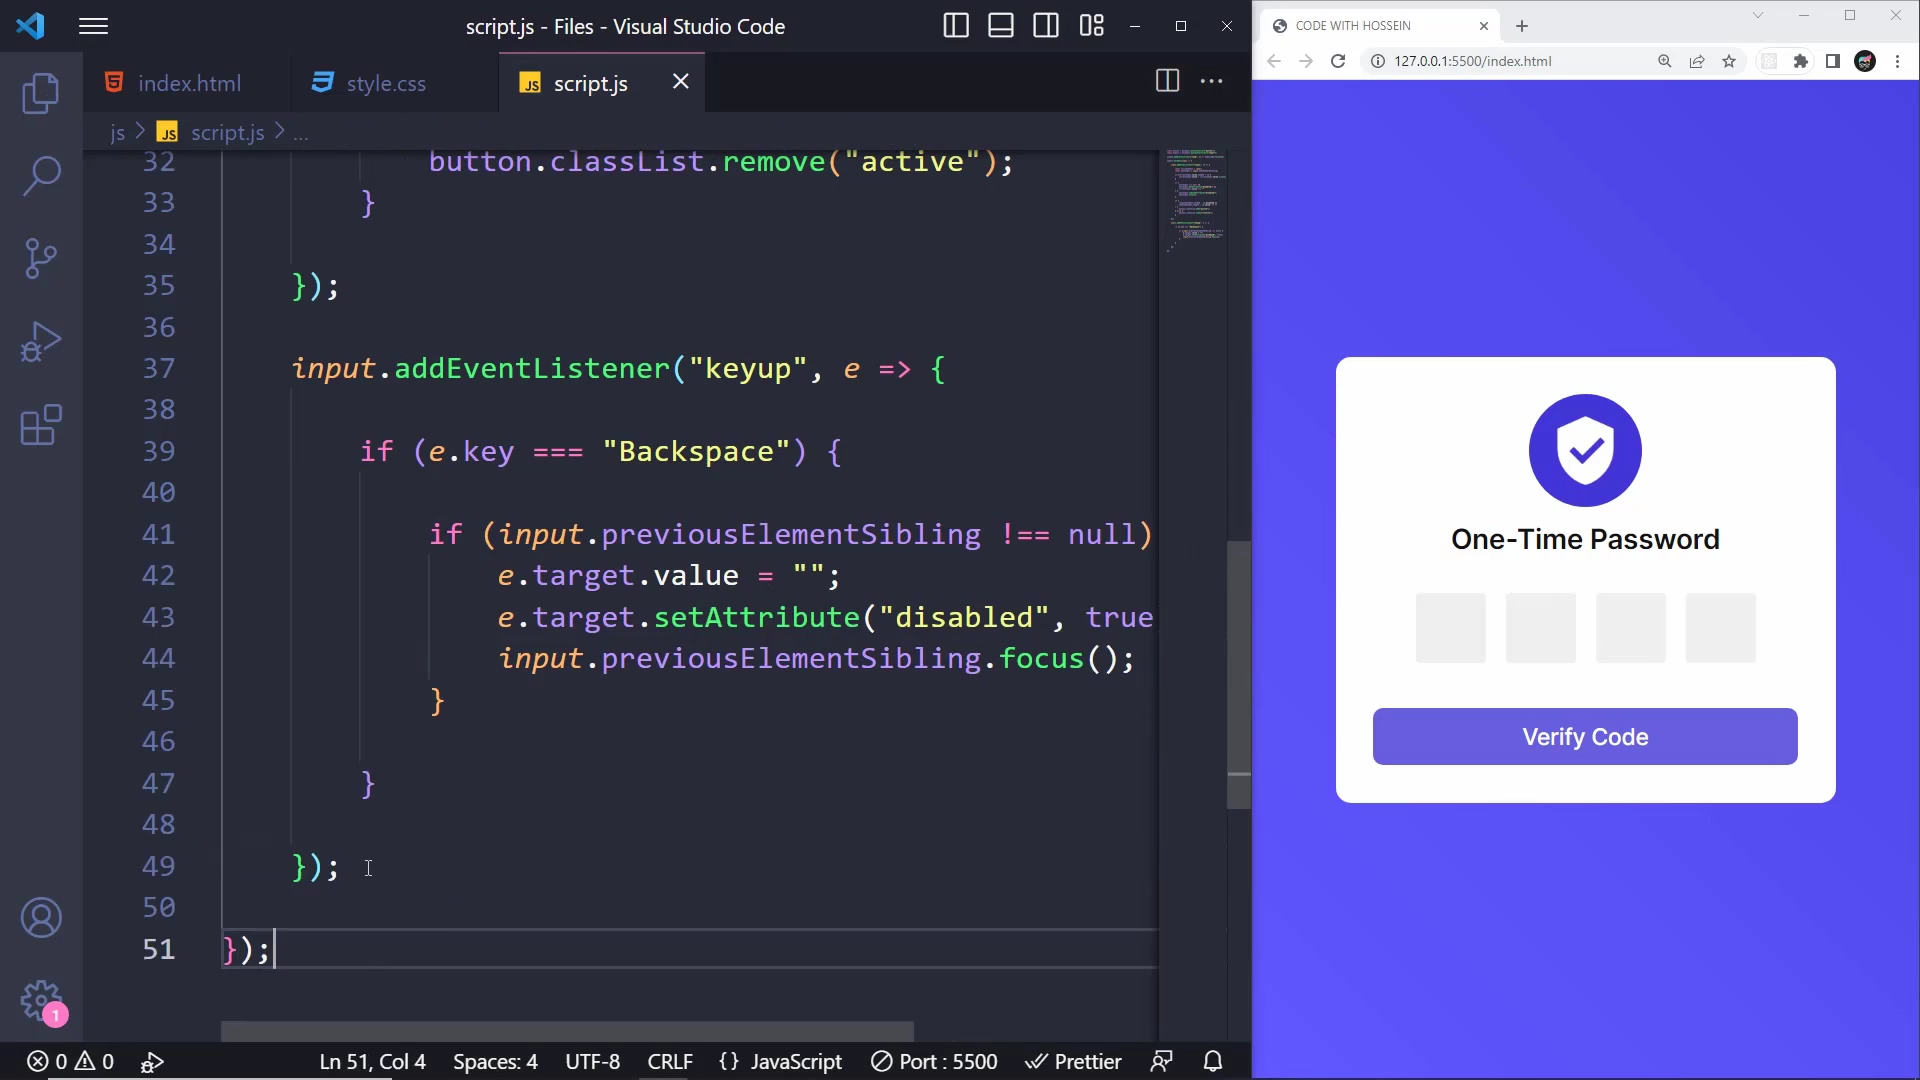 script.js - Files - Visual Studio Code
index.html
style.css
JS script.js
js > JS script.js > ...
32 button.classList.remove("active");
33 }
34
35 });
36
37 input.addEventListener("keyup", e => {
38
39 if (e.key === "Backspace") {
40
41 if (input.previousElementSibling !== null)
42 e.target.value = "";
43 e.target.setAttribute("disabled", true
44 input.previousElementSibling.focus();
45 }
46
47 }
48
49 });
50
51 });
1
0 0 Ln 51, Col 4 Spaces: 4 UTF-8 CRLF {} JavaScript Port : 5500 Prettier
CODE WITH HOSSEIN
127.0.0.1:5500/index.html
One-Time Password
Verify Code